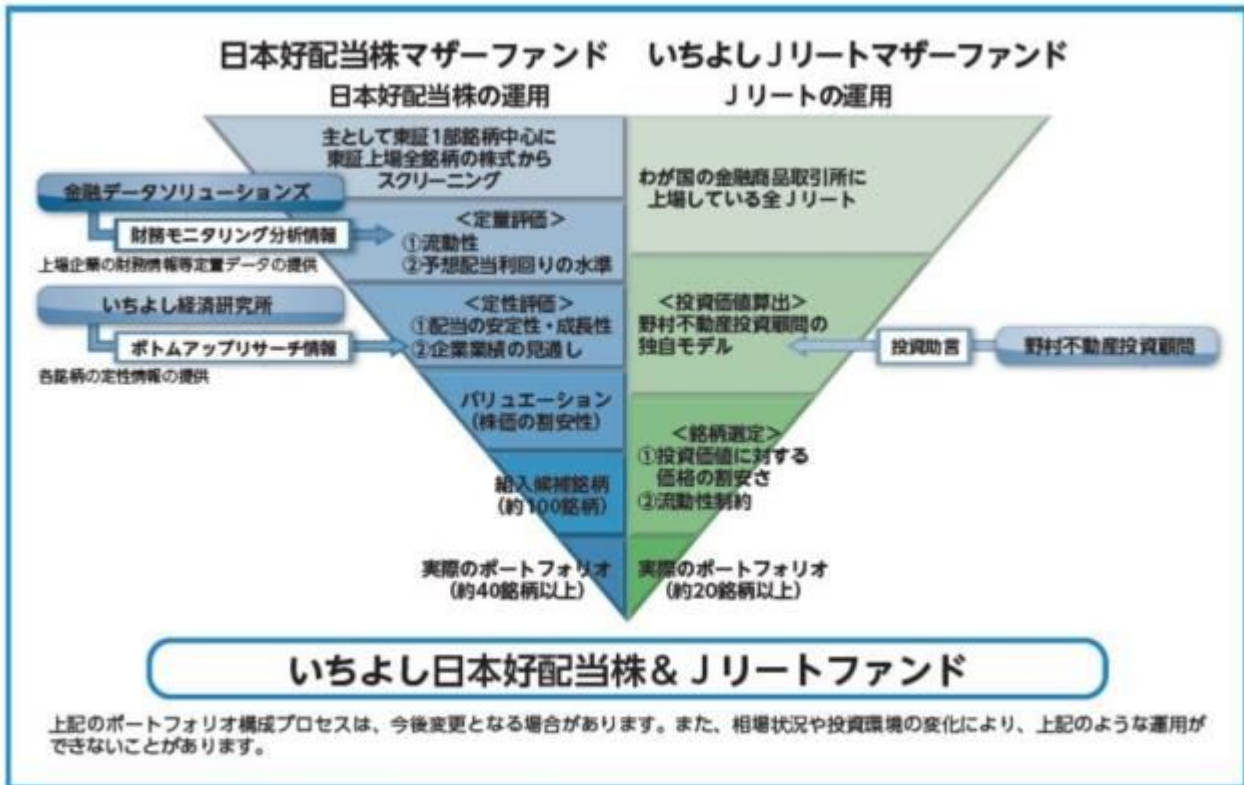 日本好配当株マザーファンド
日本好配当株の運用
主として東証1部銘柄中心に
東証上場全銘柄の株式から
スクリーニング
金融データソリューションズ
財務モニタリング分析情報
上場企業の財務情報等定量データの提供
<定量評価>
①流動性
②予想配当利回りの水準
いちよし経済研究所
ボトムアップリサーチ情報
各銘柄の定性情報の提供
<定性評価>
①配当の安定性・成長性
②企業業績の見通し
バリュエーション
(株価の割安性)
組入候補銘柄
(約100銘柄)
実際のポートフォリオ
(約40銘柄以上)
いちよしJリートマザーファンド
Jリートの運用
わが国の金融商品取引所に
上場している全Jリート
<投資価値算出>
野村不動産投資顧問の
独自モデル
投資助言
野村不動産投資顧問
<銘柄選定>
①投資価値に対する
価格の割安さ
②流動性制約
実際のポートフォリオ
(約20銘柄以上)
いちよし日本好配当株&Jリートファンド
上記のポートフォリオ構成プロセスは、今後変更となる場合があります。また、相場状況や投資環境の変化により、上記のような運用が
できないことがあります。